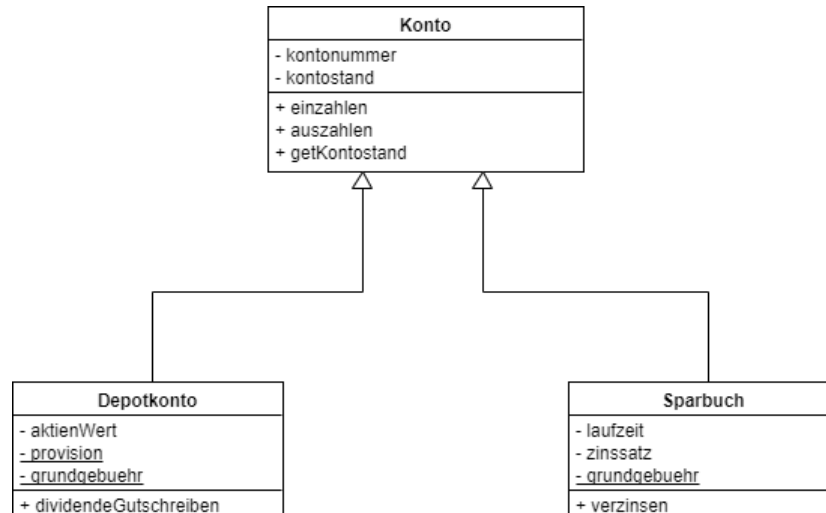 Konto
- kontonummer
- kontostand
+ einzahlen
+ auszahlen
+ getKontostand
Depotkonto
- aktienWert
- provision
- grundgebuehr
+ dividendeGutschreiben
Sparbuch
- laufzeit
- zinssatz
- grundgebuehr
+ verzinsen